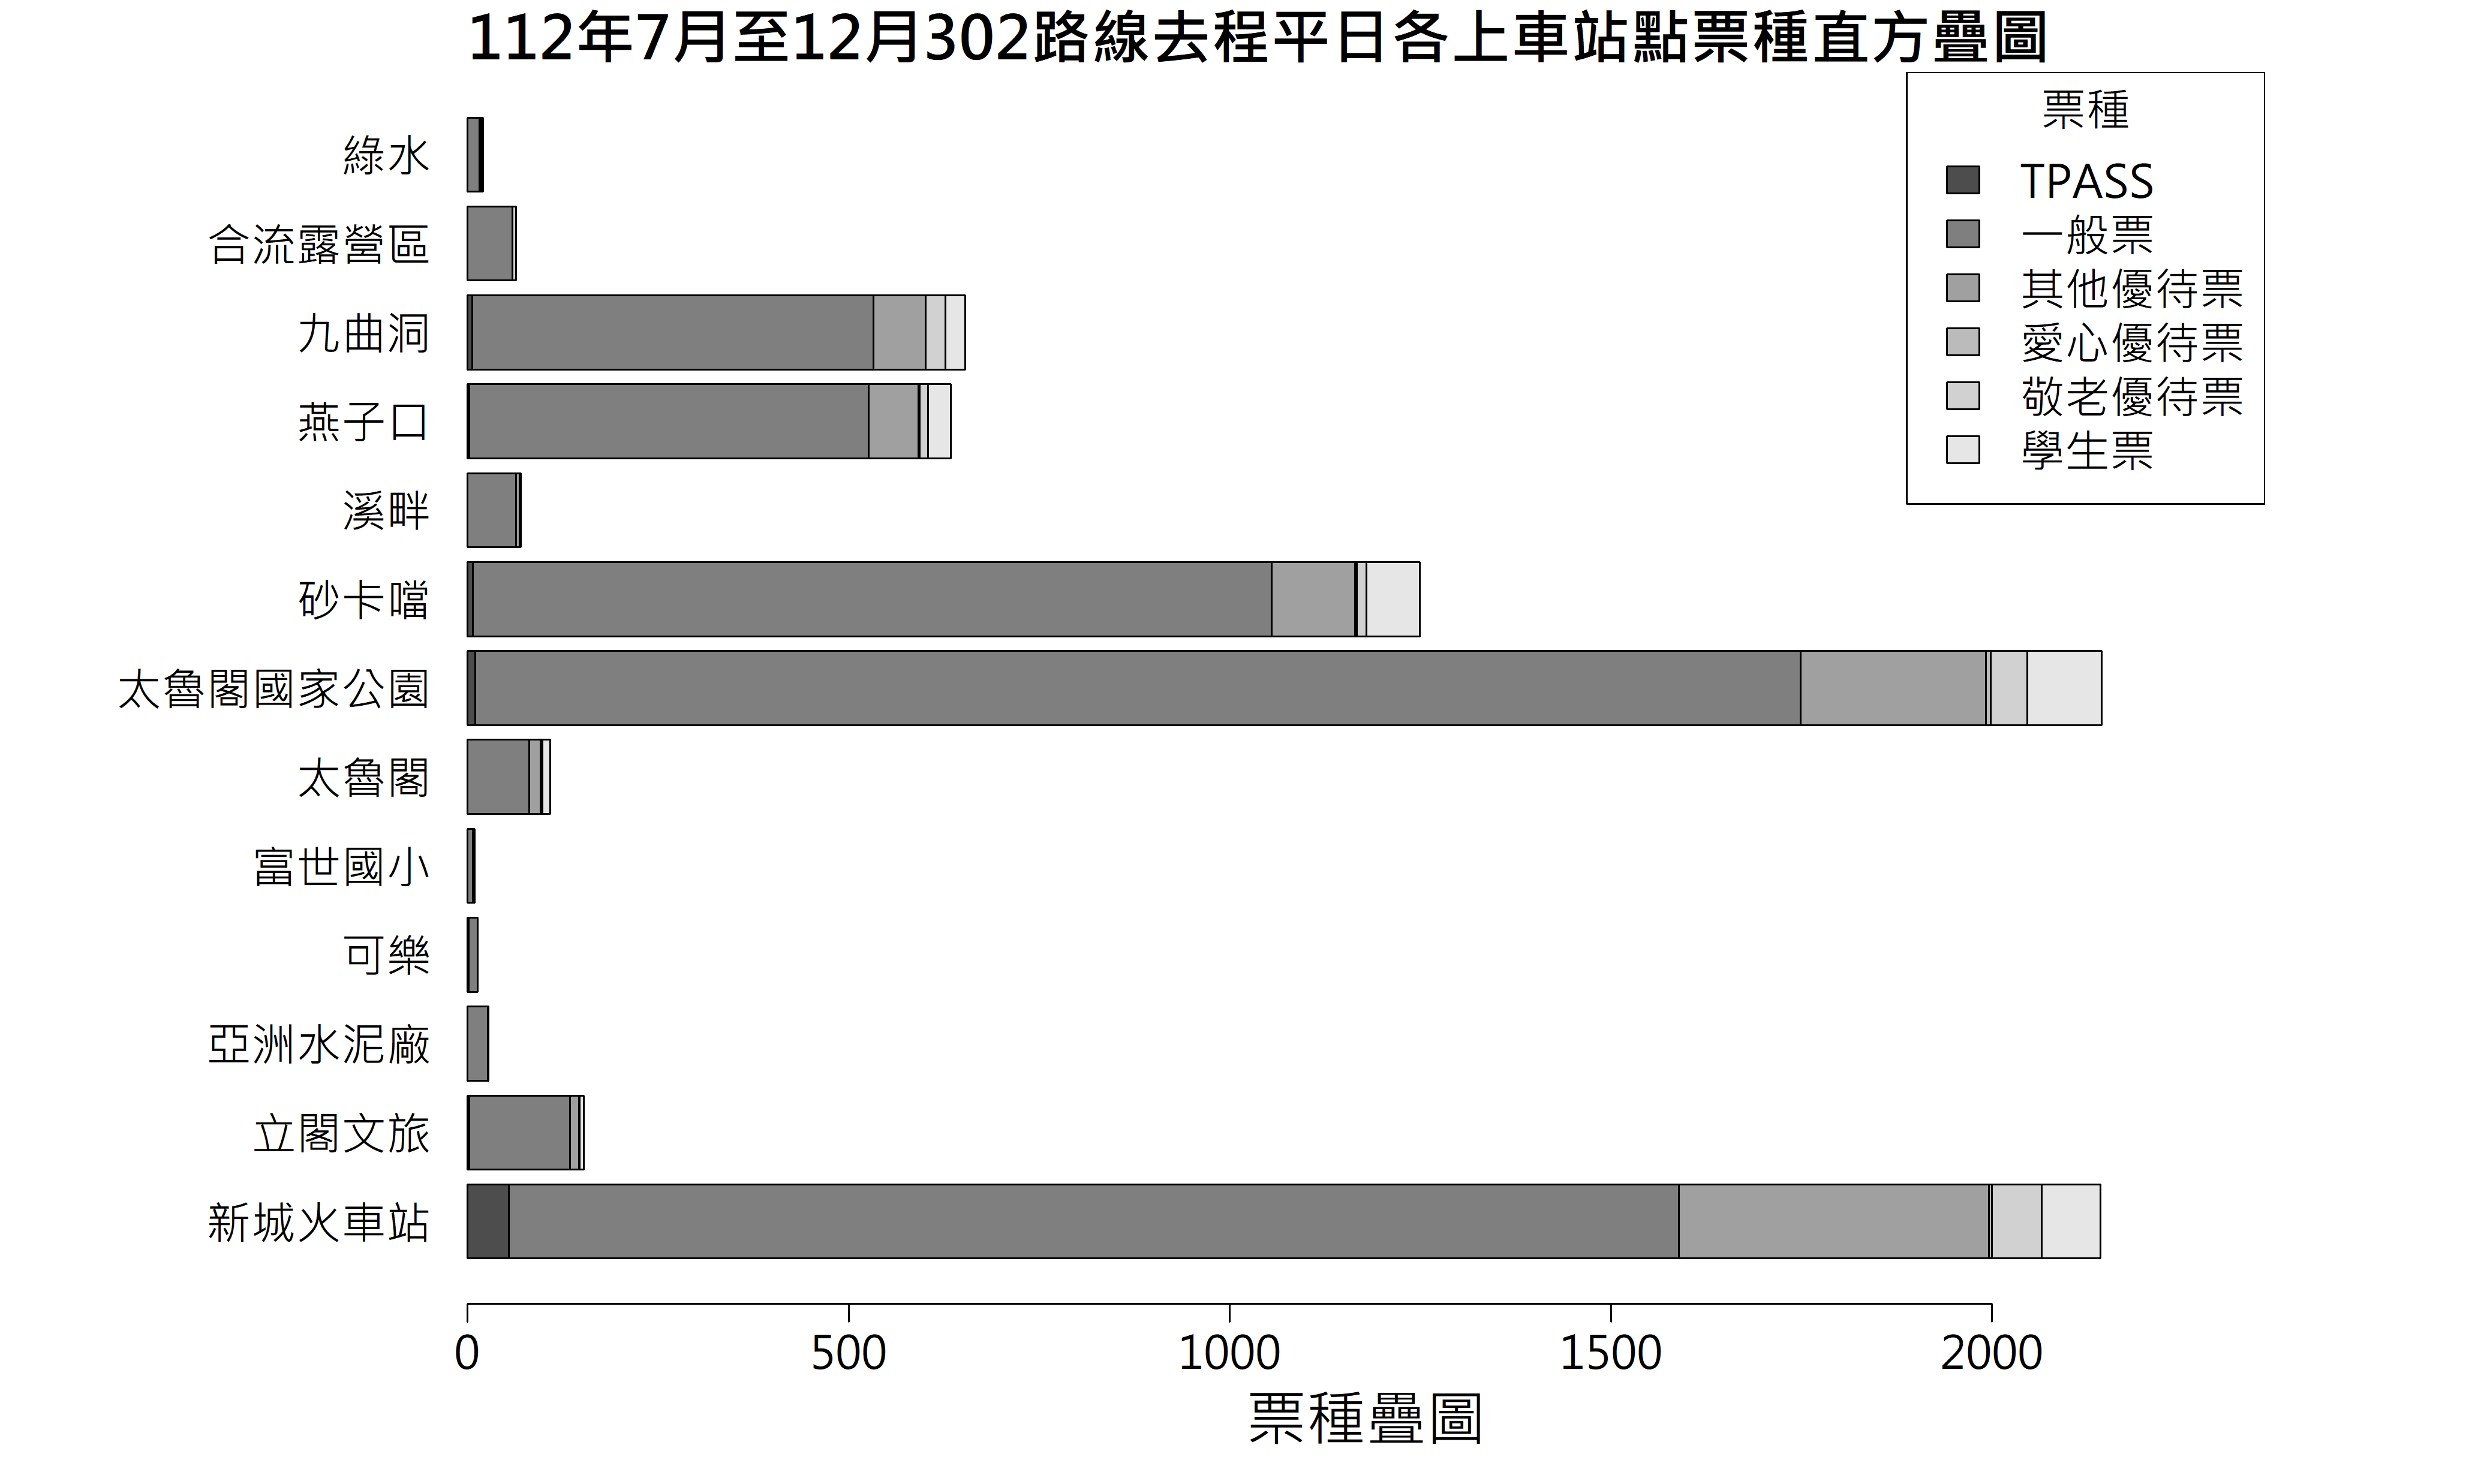 112年7月至12月302路線去程平日各上車站點票種直方疊圖
票種
TPASS
一般票
其他優待票
愛心優待票
敬老優待票
學生票
綠水
合流露營區
九曲洞
燕子口
溪畔
砂卡噹
太魯閣國家公園
太魯閣
富世國小
可樂
亞洲水泥廠
立閣文旅
新城火車站
0 500 1000 1500 2000
票種疊圖